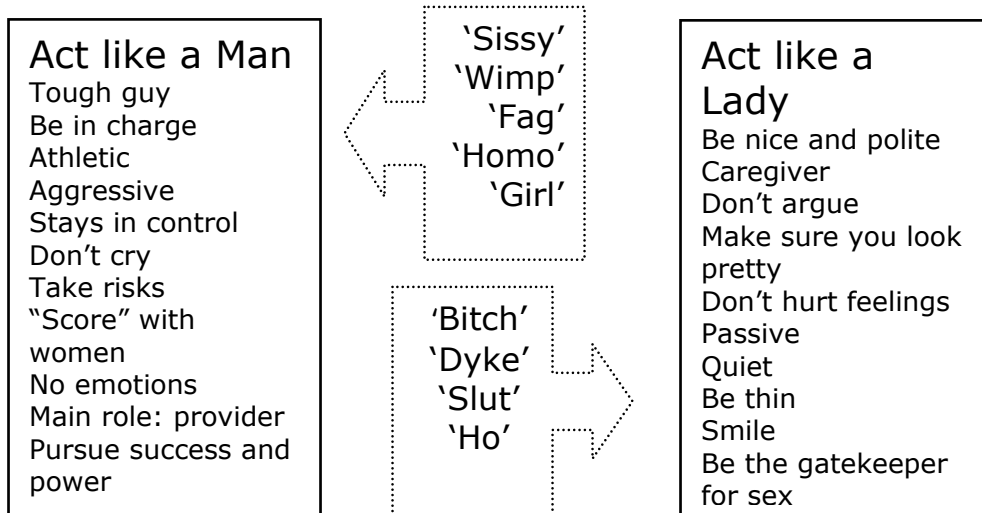 Act like a Man
Tough guy
Be in charge
Athletic
Aggressive
Stays in control
Don’t cry
Take risks
“Score” with
women
No emotions
Main role: provider
Pursue success and
power
‘Sissy’
‘Wimp’
‘Fag’
‘Homo’
‘Girl’
‘Bitch’
‘Dyke’
‘Slut’
‘Ho’
Act like a
Lady
Be nice and polite
Caregiver
Don’t argue
Make sure you look
pretty
Don’t hurt feelings
Passive
Quiet
Be thin
Smile
Be the gatekeeper
for sex